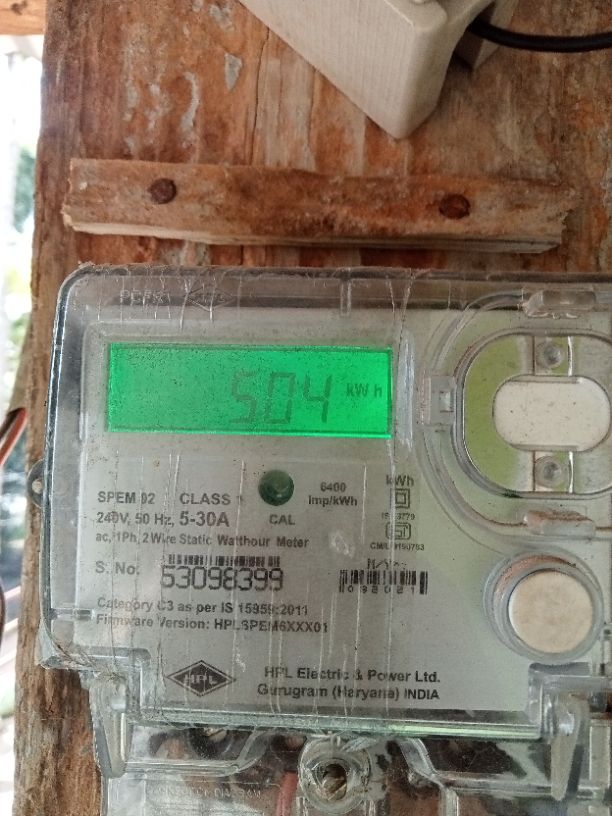 504 kWh
SPEM 02 CLASS 1
6400
imp/kWh
kWh
240V, 50 Hz, 5-30A
CAL
ac, 1Ph, 2 Wire Static Watthour Meter
S. No. 53098399
M/Y
092021
Category C3 as per IS 15959:2011
Firmware Version: HPLSPEM6XXX01
HPL
HPL Electric & Power Ltd.
Gurugram (Haryana) INDIA